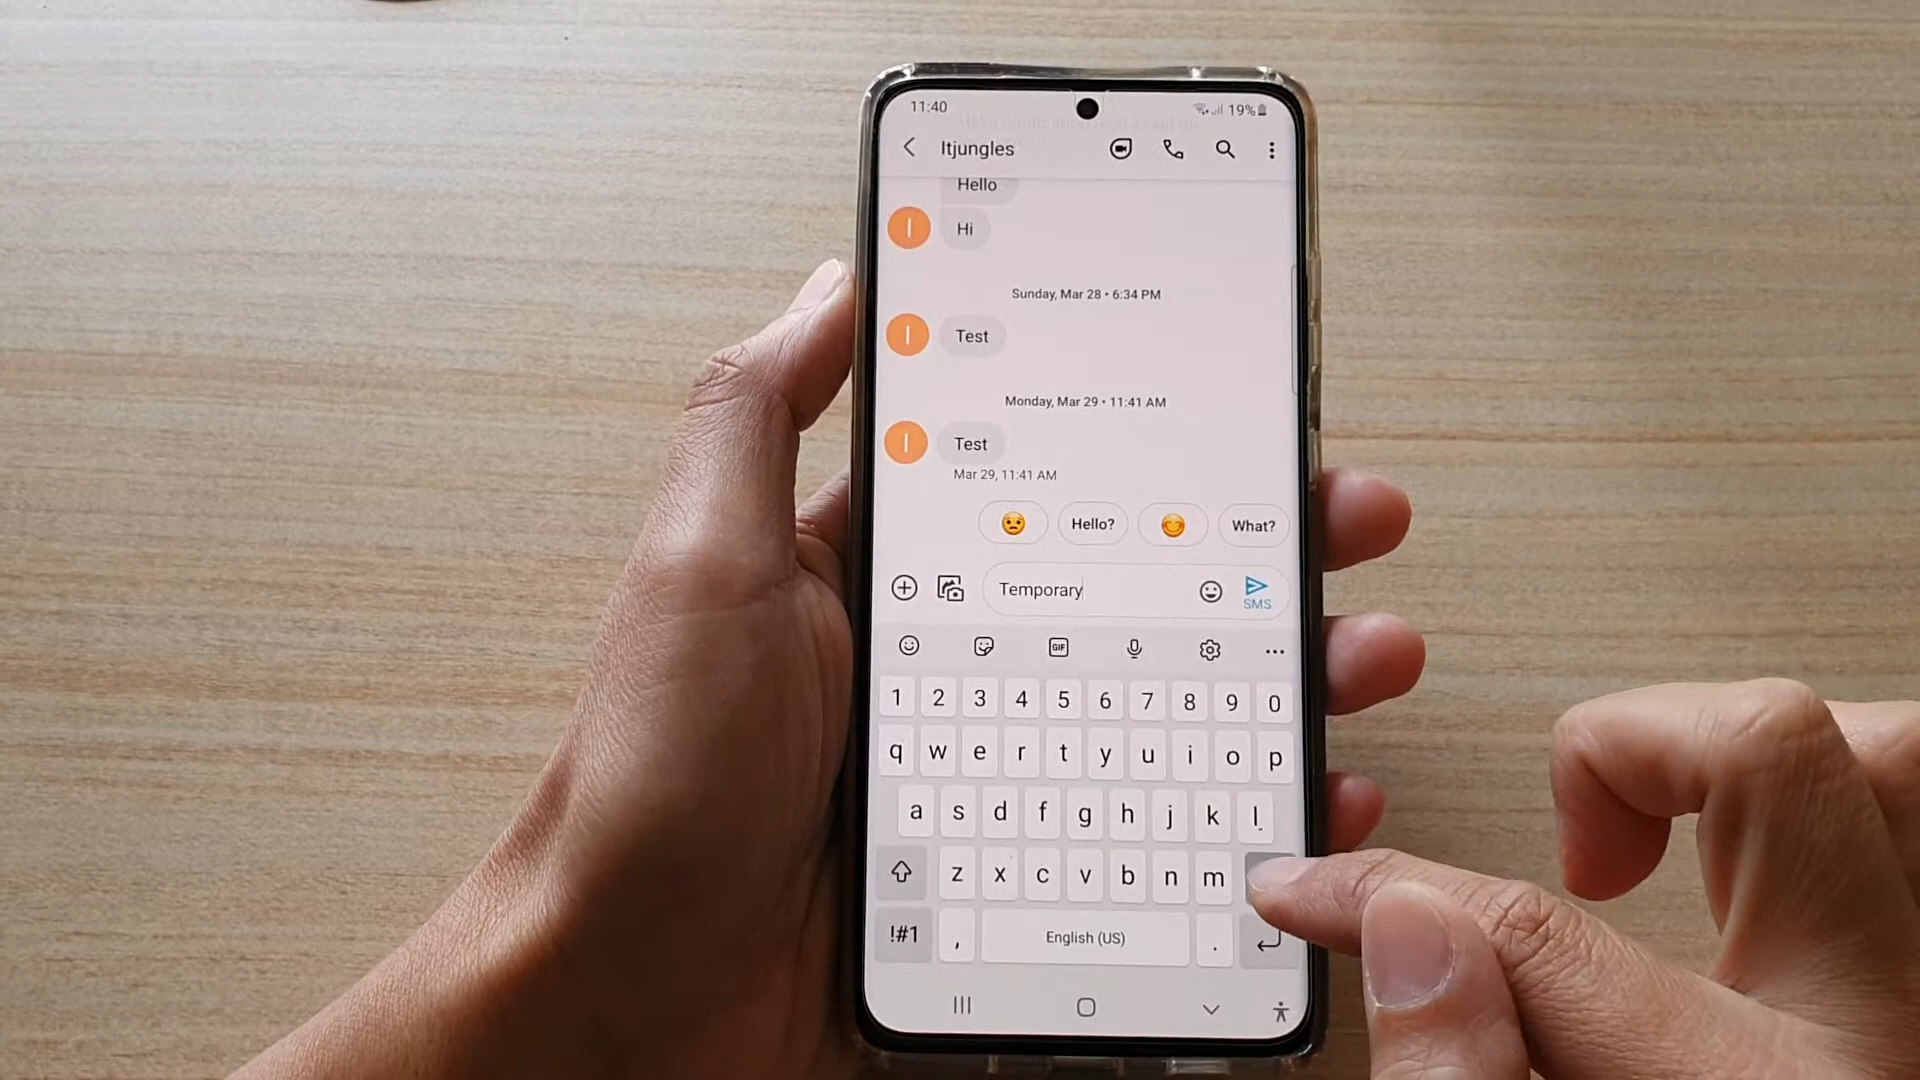 11:40 19%
Itjungles
Hello
Hi
Sunday, Mar 28 • 6:34 PM
Test
Monday, Mar 29 • 11:41 AM
Test
Mar 29, 11:41 AM
Hello? What?
Temporary
SMS
GIF
1 2 3 4 5 6 7 8 9 0
q w e r t y u i o p
a s d f g h j k l
z x c v b n m
!#1 , English (US) .